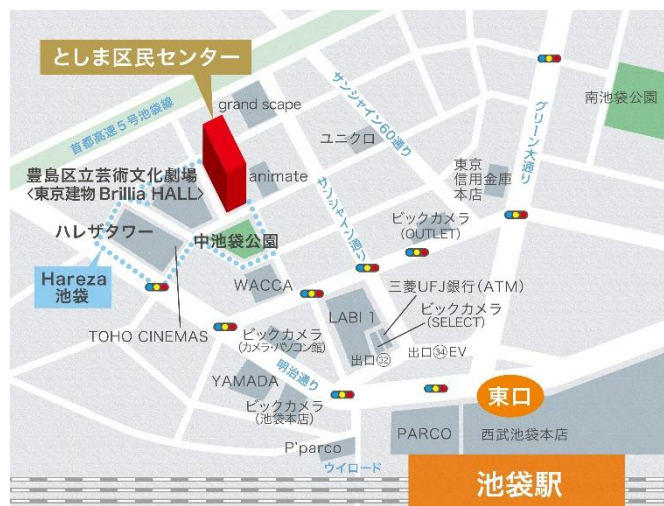 としま区民センター
首都高速5号池袋線
grand scape
サンシャイン60通り
グリーン大通り
南池袋公園
ユニクロ
豊島区立芸術文化劇場
〈東京建物 Brillia HALL〉
animate
サンシャイン通り
東京
信用金庫
本店
ハレザタワー
中池袋公園
ビックカメラ
(OUTLET)
Hareza
池袋
WACCA
三菱UFJ銀行(ATM)
TOHO CINEMAS
LABI 1
ビックカメラ
(SELECT)
ビックカメラ
(カメラ・パソコン館)
出口㉜
出口㉞EV
明治通り
YAMADA
ビックカメラ
(池袋本店)
東口
P'parco
PARCO
西武池袋本店
ウイロード
池袋駅